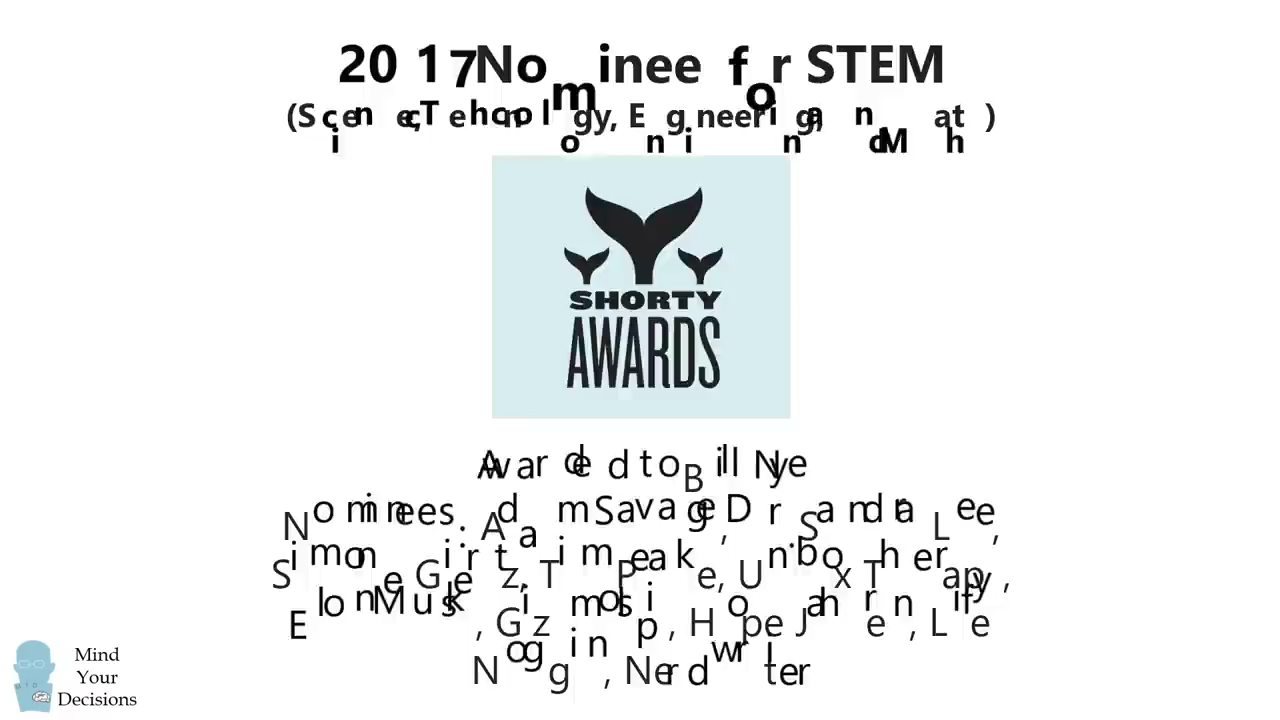 2017 Nominee for STEM
(Science, Technology, Engineering, and Math)
SHORTY
AWARDS
Awarded to Bill Nye
Nominees: Adam Savage, Dr. Sandra Lee,
Simone Giertz, Tim Peake, Unbox Therapy,
Elon Musk, Gizmoslip, Hope Jahren, Life
Noggin, Nerdwriter
Mind
Your
Decisions